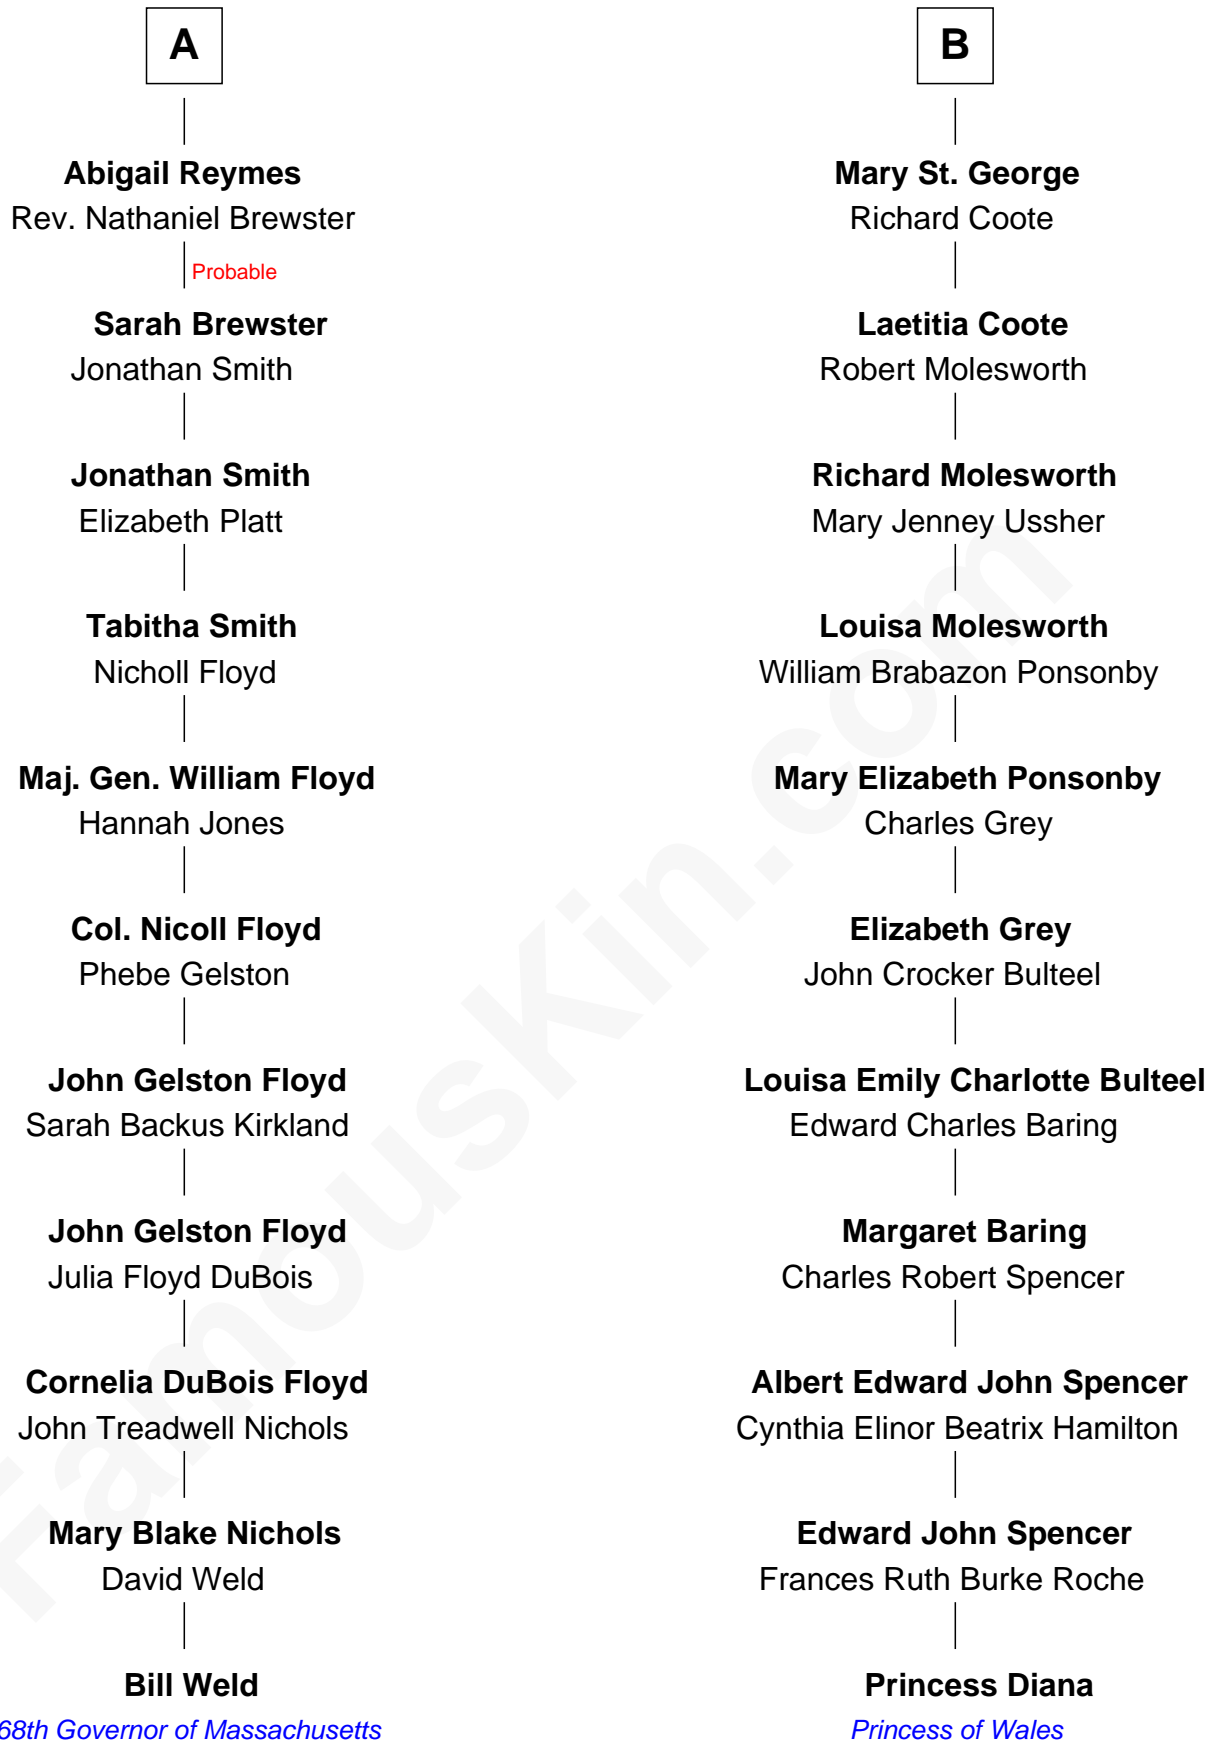 A
Abigail Reymes
Rev. Nathaniel Brewster
Probable
Sarah Brewster
Jonathan Smith
Jonathan Smith
Elizabeth Platt
Tabitha Smith
Nicholl Floyd
Maj. Gen. William Floyd
Hannah Jones
Col. Nicoll Floyd
Phebe Gelston
John Gelston Floyd
Sarah Backus Kirkland
John Gelston Floyd
Julia Floyd DuBois
Cornelia DuBois Floyd
John Treadwell Nichols
Mary Blake Nichols
David Weld
Bill Weld
68th Governor of Massachusetts
B
Mary St. George
Richard Coote
Laetitia Coote
Robert Molesworth
Richard Molesworth
Mary Jenney Ussher
Louisa Molesworth
William Brabazon Ponsonby
Mary Elizabeth Ponsonby
Charles Grey
Elizabeth Grey
John Crocker Bulteel
Louisa Emily Charlotte Bulteel
Edward Charles Baring
Margaret Baring
Charles Robert Spencer
Albert Edward John Spencer
Cynthia Elinor Beatrix Hamilton
Edward John Spencer
Frances Ruth Burke Roche
Princess Diana
Princess of Wales
FamousKin.com